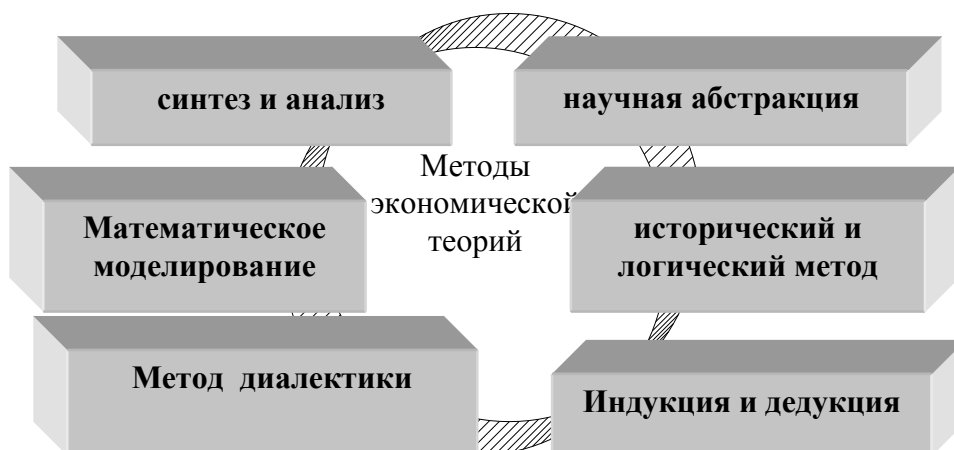 синтез и анализ
научная абстракция
Методы
экономической
теорий
Математическое
моделирование
исторический и
логический метод
Метод диалектики
Индукция и дедукция